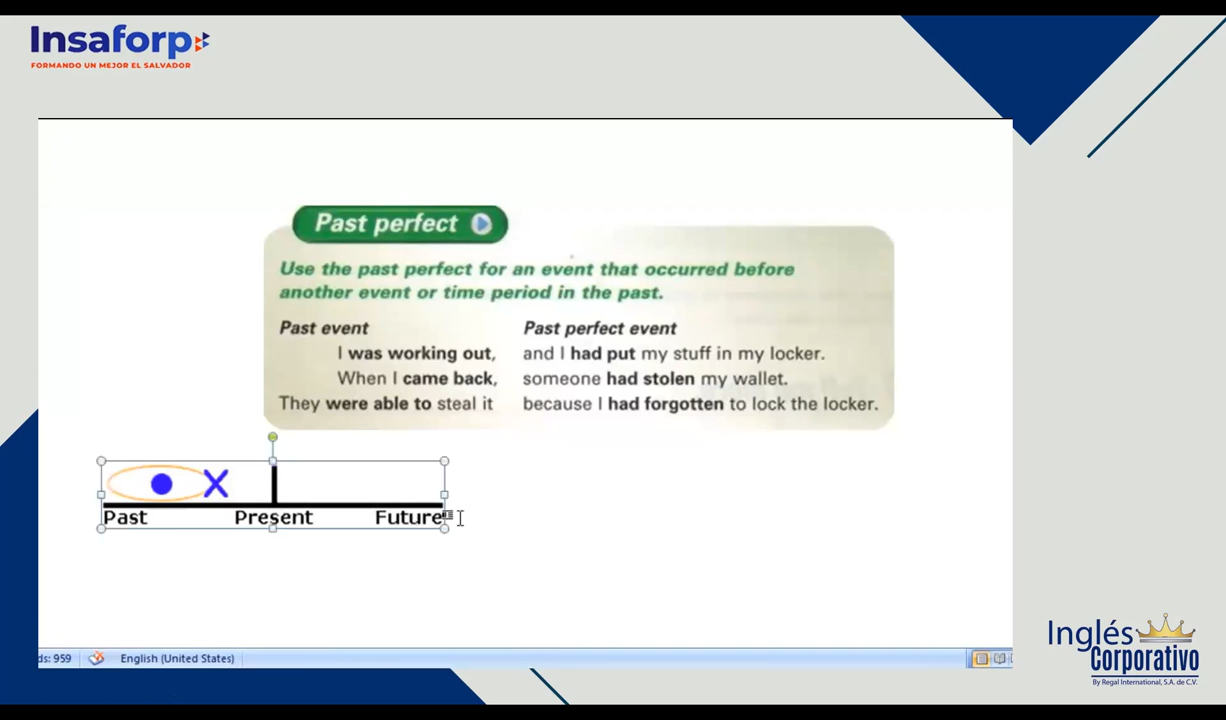 Insaforp
FORMANDO UN MEJOR EL SALVADOR
Past perfect
Use the past perfect for an event that occurred before
another event or time period in the past.
Past event Past perfect event
I was working out, and I had put my stuff in my locker.
When I came back, someone had stolen my wallet.
They were able to steal it because I had forgotten to lock the locker.
X
Past Present Future
ds: 959 English (United States)
Inglés
Corporativo
By Regal International, S.A. de C.V.